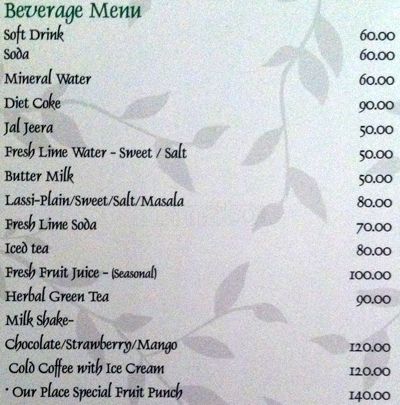 Beverage Menu
Soft Drink 60.00
Soda 60.00
Mineral Water 60.00
Diet Coke 90.00
Jal Jeera 50.00
Fresh Lime Water - Sweet / Salt 50.00
Butter Milk 50.00
Lassi-Plain/Sweet/Salt/Masala 80.00
Fresh Lime Soda 70.00
Iced tea 80.00
Fresh Fruit Juice - (Seasonal) 100.00
Herbal Green Tea 90.00
Milk Shake-
Chocolate/Strawberry/Mango 120.00
Cold Coffee with Ice Cream 120.00
* Our Place Special Fruit Punch 140.00